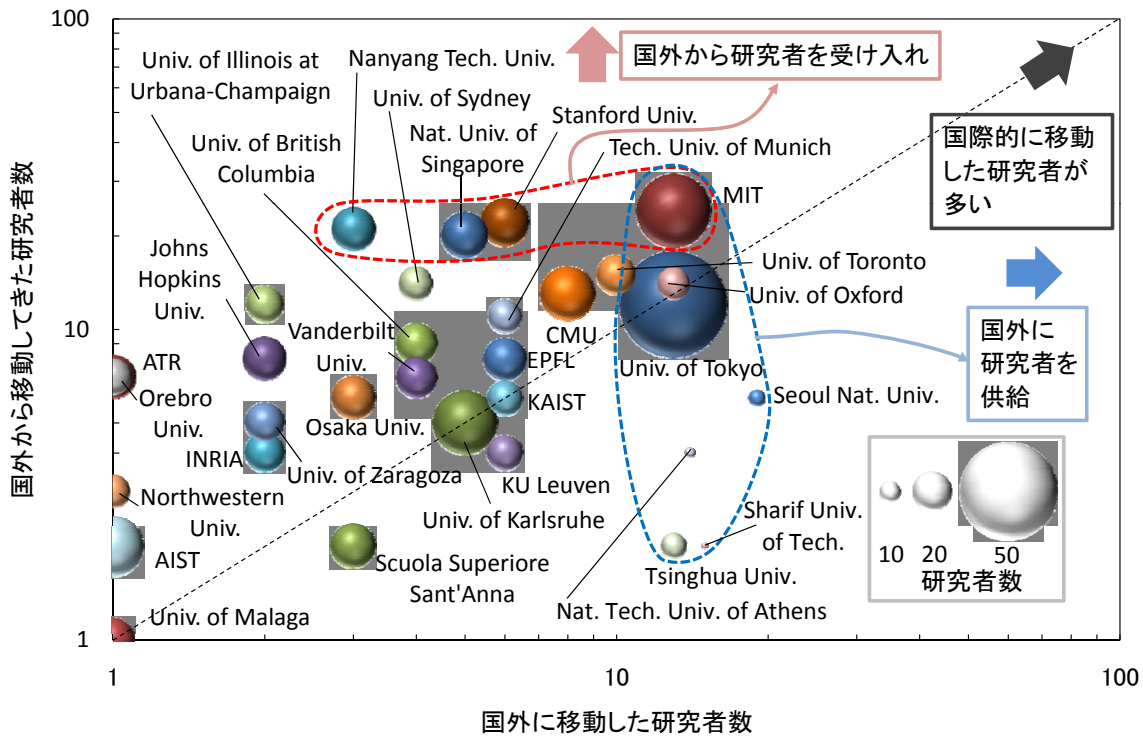 100
10
1
1
10
100
国外から移動してきた研究者数
国外に移動した研究者数
Univ. of Illinois at
Urbana-Champaign
Nanyang Tech. Univ.
国外から研究者を受け入れ
Univ. of Sydney
Stanford Univ.
Nat. Univ. of
Singapore
Tech. Univ. of Munich
Univ. of British
Columbia
国際的に移動
した研究者が
多い
MIT
Johns
Hopkins
Univ.
Univ. of Toronto
Univ. of Oxford
Vanderbilt
Univ.
CMU
EPFL
Univ. of Tokyo
国外に
研究者を
供給
ATR
Orebro
Univ.
KAIST
Seoul Nat. Univ.
Osaka Univ.
INRIA
Univ. of Zaragoza
KU Leuven
Northwestern
Univ.
Univ. of Karlsruhe
Sharif Univ.
of Tech.
AIST
Scuola Superiore
Sant'Anna
Tsinghua Univ.
Nat. Tech. Univ. of Athens
Univ. of Malaga
10
20
50
研究者数